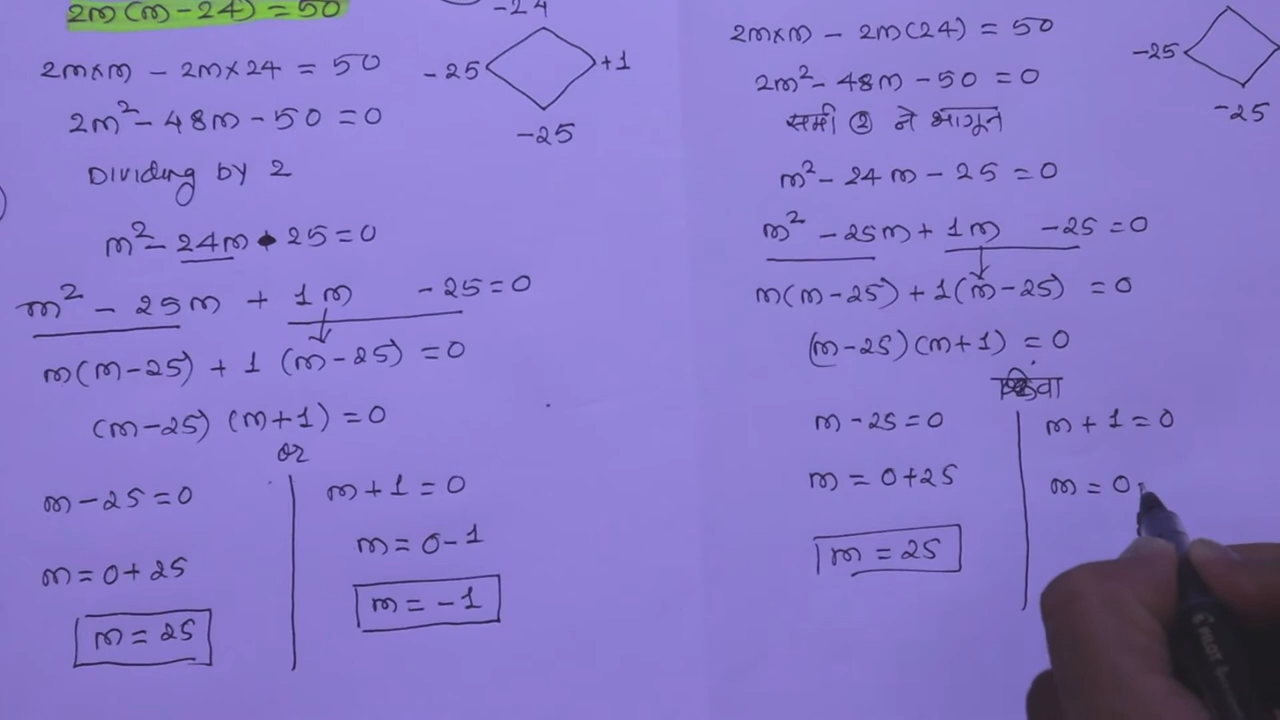 2m(m-24) = 50
2m×m - 2m×24 = 50
2m² - 48m - 50 = 0
Dividing by 2
m² - 24m • 25 = 0
m² - 25m + 1m - 25 = 0
m(m-25) + 1 (m-25) = 0
(m-25) (m+1) = 0
or
m - 25 = 0
m = 0 + 25
m = 25
m + 1 = 0
m = 0 - 1
m = -1
-24
-25 +1
-25
2m×m - 2m(24) = 50
2m² - 48m - 50 = 0
सर्मी ② ने भागून
m² - 24m - 25 = 0
m² - 25m + 1m - 25 = 0
m(m-25) + 1(m-25) = 0
(m-25) (m+1) = 0
m - 25 = 0
m = 0 + 25
m = 25
m + 1 = 0
m = 0
-25
-25
PILOT